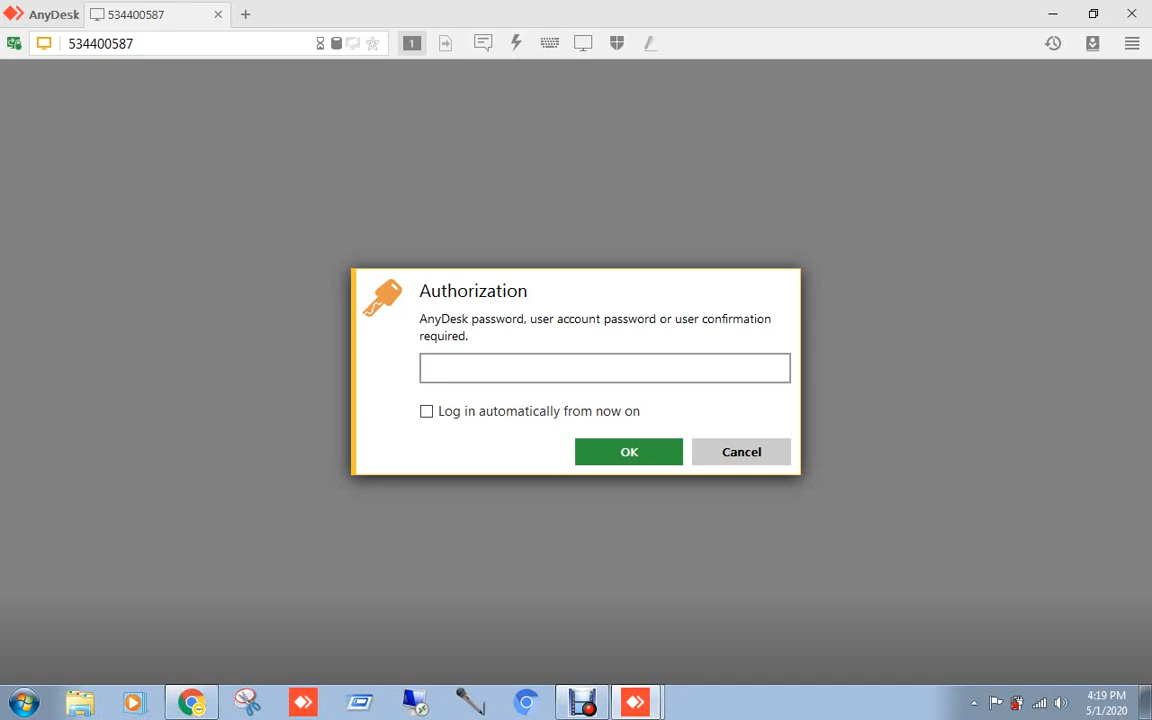 AnyDesk
534400587
534400587
1
Authorization
AnyDesk password, user account password or user confirmation
required.
Log in automatically from now on
OK
Cancel
4:19 PM
5/1/2020